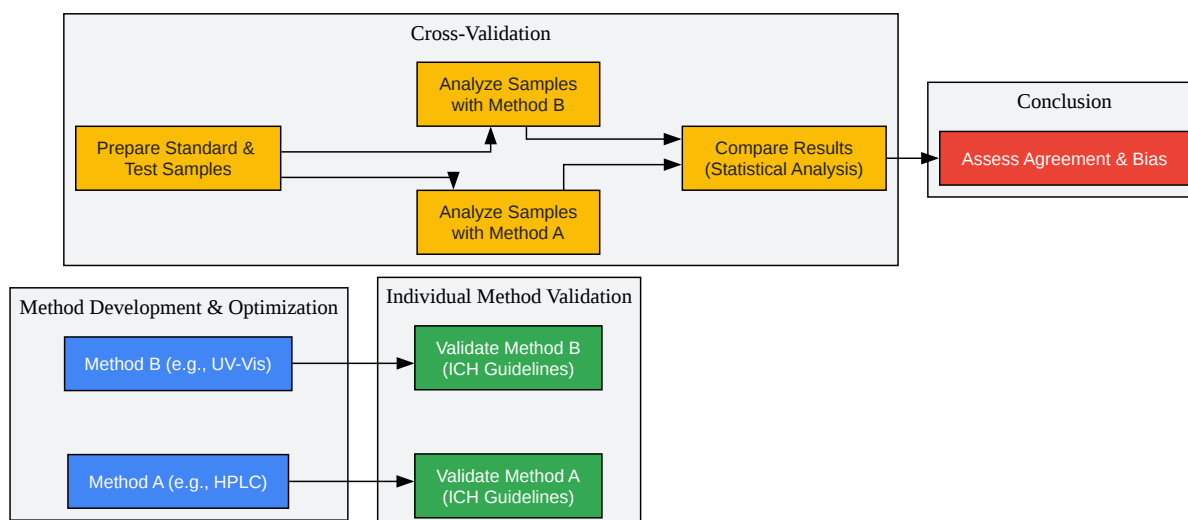 Cross-Validation
Analyze Samples
with Method B
Prepare Standard &
Test Samples
Compare Results
(Statistical Analysis)
Analyze Samples
with Method A
Conclusion
Assess Agreement & Bias
Method Development & Optimization
Method B (e.g., UV-Vis)
Method A (e.g., HPLC)
Individual Method Validation
Validate Method B
(ICH Guidelines)
Validate Method A
(ICH Guidelines)